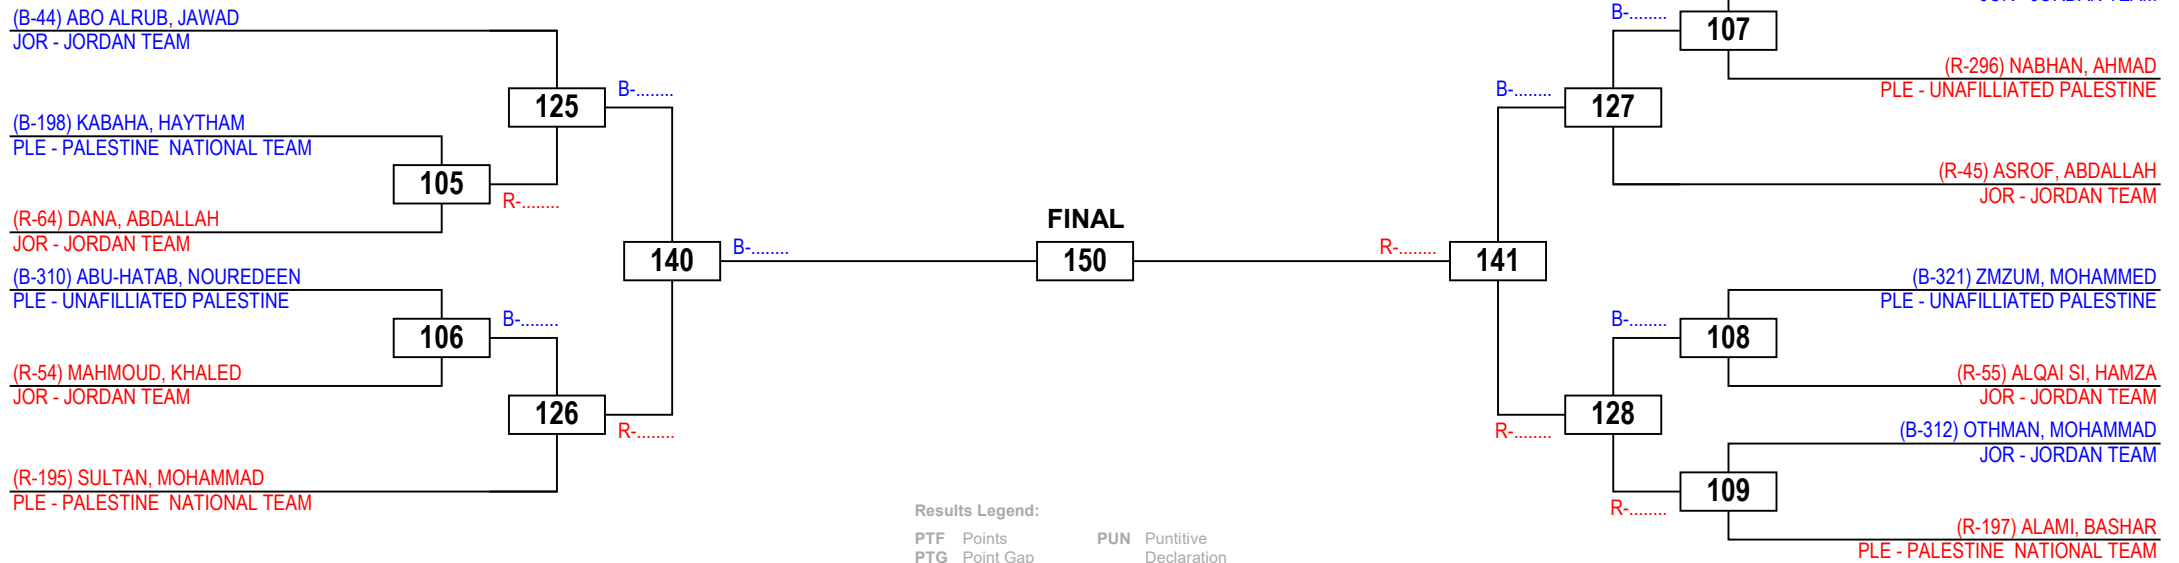 (B-44) ABO ALRUB, JAWAD
JOR - JORDAN TEAM
125
B-........
(B-198) KABAHA, HAYTHAM
PLE - PALESTINE  NATIONAL TEAM
105
R-........
(R-64) DANA, ABDALLAH
JOR - JORDAN TEAM
140
B-........
(B-310) ABU-HATAB, NOUREDEEN
PLE - UNAFILLIATED PALESTINE
106
B-........
(R-54) MAHMOUD, KHALED
JOR - JORDAN TEAM
126
R-........
(R-195) SULTAN, MOHAMMAD
PLE - PALESTINE  NATIONAL TEAM
FINAL
150
JOR - JORDAN TEAM
B-........
107
(R-296) NABHAN, AHMAD
PLE - UNAFILLIATED PALESTINE
B-........
127
(R-45) ASROF, ABDALLAH
JOR - JORDAN TEAM
R-........
141
(B-321) ZMZUM, MOHAMMED
PLE - UNAFILLIATED PALESTINE
B-........
108
(R-55) ALQAI SI, HAMZA
JOR - JORDAN TEAM
128
R-........
(B-312) OTHMAN, MOHAMMAD
JOR - JORDAN TEAM
109
R-........
(R-197) ALAMI, BASHAR
PLE - PALESTINE  NATIONAL TEAM
Results Legend:
PTF Points
PTG Point Gap
PUN Puntitive
Declaration